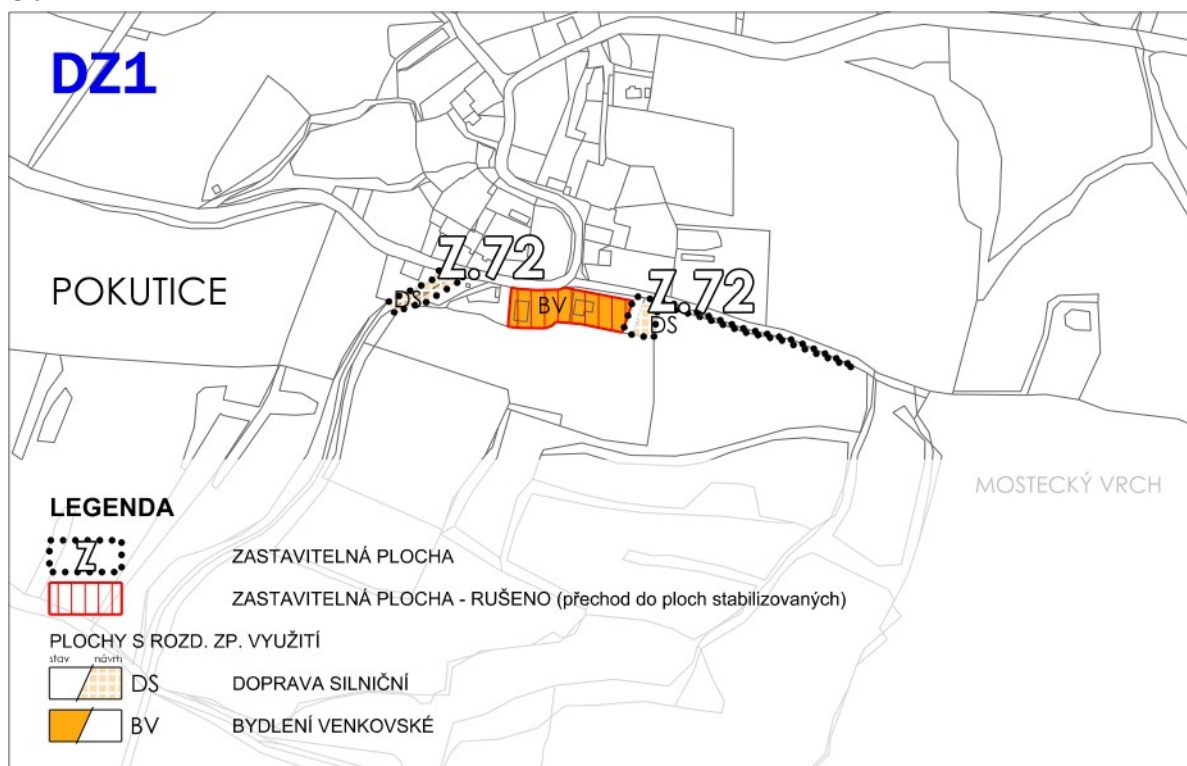 DZ1
Z.72
Z.72
POKUTICE
DS
BV
DS
MOSTECKÝ VRCH
LEGENDA
Z
ZASTAVITELNÁ PLOCHA
ZASTAVITELNÁ PLOCHA - RUŠENO (přechod do ploch stabilizovaných)
PLOCHY S ROZD. ZP. VYUŽITÍ
stav návrh
DS DOPRAVA SILNIČNÍ
BV BYDLENÍ VENKOVSKÉ